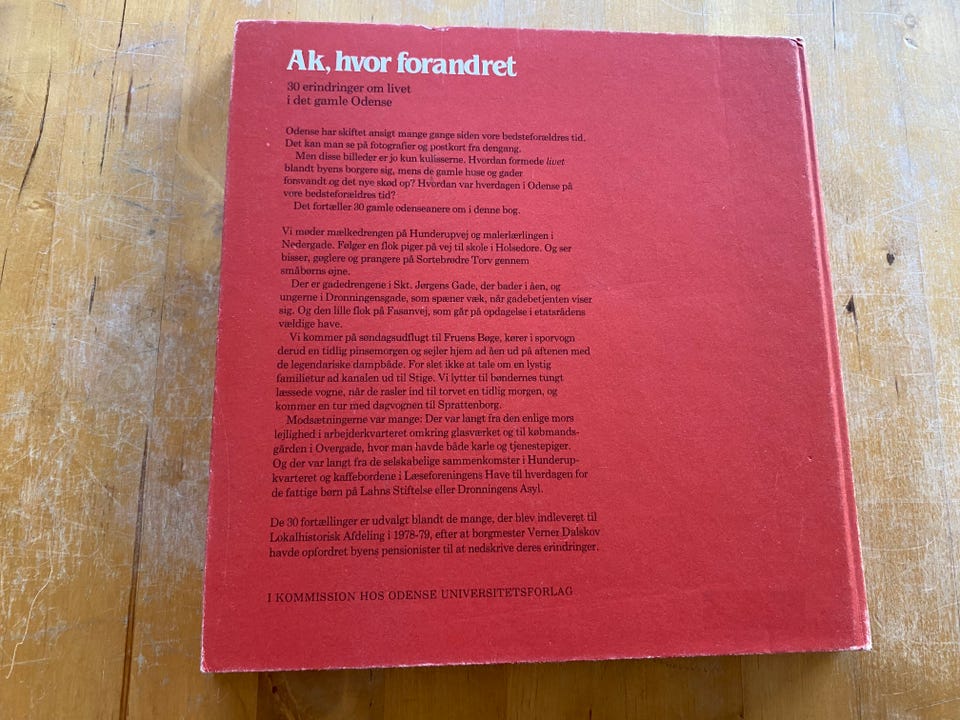 Ak, hvor forandret
30 erindringer om livet
i det gamle Odense
Odense har skiftet ansigt mange gange siden vore bedsteforældres tid.
Det kan man se på fotografier og postkort fra dengang.
Men disse billeder er jo kun kulisserne. Hvordan formede livet
blandt byens borgere sig, mens de gamle huse og gader
forsvandt og det nye skød op? Hvordan var hverdagen i Odense på
vore bedsteforældres tid?
Det fortæller 30 gamle odenseanere om i denne bog.
Vi møder mælkedrengen på Hunderupvej og malerlærlingen i
Nedergade. Følger en flok piger på vej til skole i Holsedore. Og ser
bisser, gøglere og prangere på Sortebrødre Torv gennem
småbørns øjne.
Der er gadedrengene i Skt. Jørgens Gade, der bader i åen, og
ungerne i Dronningensgade, som spæner væk, når gadebetjenten viser
sig. Og den lille flok på Fasanvej, som går på opdagelse i etatsrådens
vældige have.
Vi kommer på søndagsudflugt til Fruens Bøge, kører i sporvogn
derud en tidlig pinsemorgen og sejler hjem ad åen ud på aftenen med
de legendariske dampbåde. For slet ikke at tale om en lystig
familietur ad kanalen ud til Stige. Vi lytter til bøndernes tungt
læssede vogne, når de rasler ind til torvet en tidlig morgen, og
kommer en tur med dagvognen til Sprattenborg.
Modsætningerne var mange: Der var langt fra den enlige mors
lejlighed i arbejderkvarteret omkring glasværket og til købmands-
gården i Overgade, hvor man havde både karle og tjenestepiger.
Og der var langt fra de selskabelige sammenkomster i Hunderup-
kvarteret og kaffebordene i Læseforeningens Have til hverdagen for
de fattige børn på Lahns Stiftelse eller Dronningens Asyl.
De 30 fortællinger er udvalgt blandt de mange, der blev indleveret til
Lokalhistorisk Afdeling i 1978-79, efter at borgmester Verner Dalskov
havde opfordret byens pensionister til at nedskrive deres erindringer.
I KOMMISSION HOS ODENSE UNIVERSITETSFORLAG